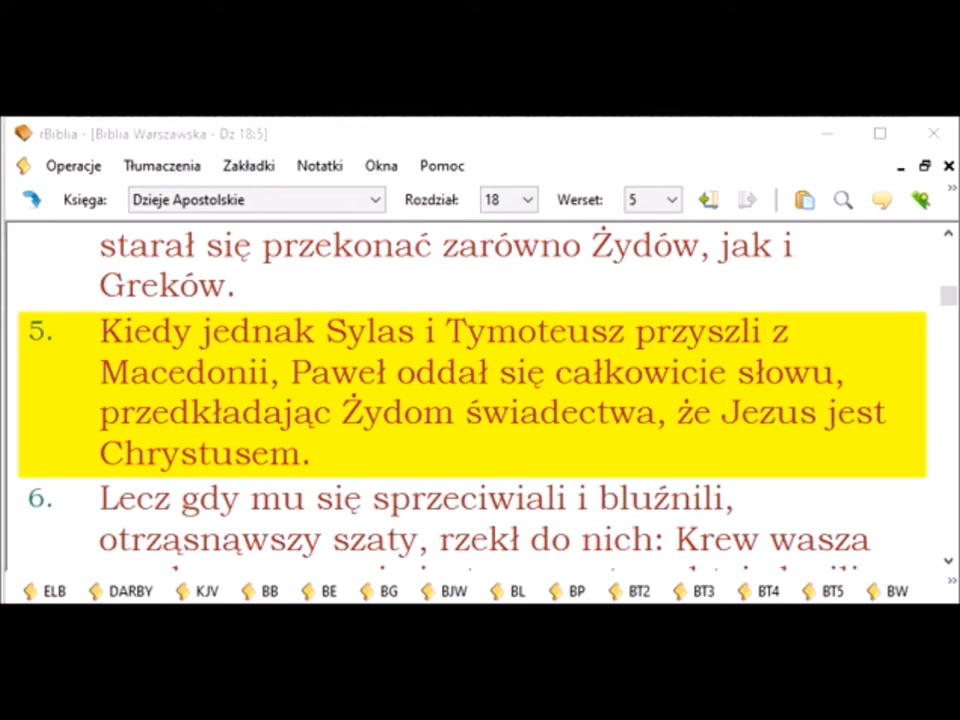 rBiblia - [Biblia Warszawska - Dz 18:5]
Operacje Tłumaczenia Zakładki Notatki Okna Pomoc
Księga: Dzieje Apostolskie Rozdział: 18 Werset: 5
starał się przekonać zarówno Żydów, jak i
Greków.
5. Kiedy jednak Sylas i Tymoteusz przyszli z
Macedonii, Paweł oddał się całkowicie słowu,
przedkładając Żydom świadectwa, że Jezus jest
Chrystusem.
6. Lecz gdy mu się sprzeciwiali i bluźnili,
otrząsnąwszy szaty, rzekł do nich: Krew wasza
ELB DARBY KJV BB BE BG BJW BL BP BT2 BT3 BT4 BT5 BW